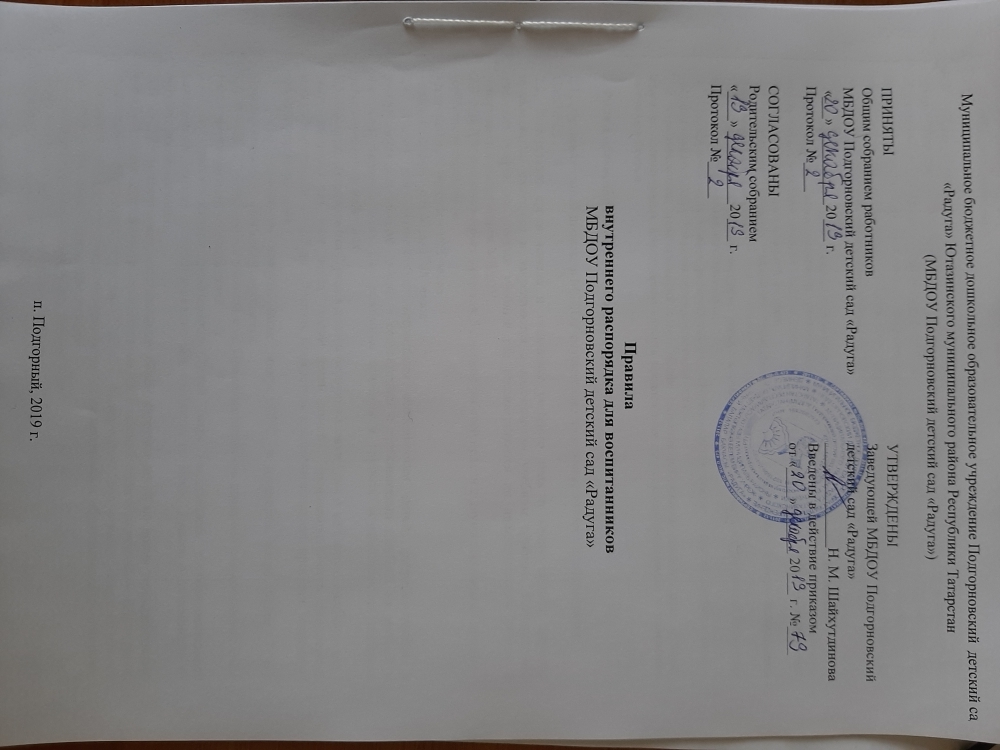 Муниципальное бюджетное дошкольное образовательное учреждение Подгорновский детский са
«Радуга» Ютазинского муниципального района Республики Татарстан
(МБДОУ Подгорновский детский сад «Радуга»)
ПРИНЯТЫ
Общим собранием работников
МБДОУ Подгорновский детский сад «Радуга»
«20» декабря 2019 г.
Протокол № 2
СОГЛАСОВАНЫ
Родительским собранием
«19» декабря 2019 г.
Протокол № 2
УТВЕРЖДЕНЫ
Заведующей МБДОУ Подгорновский
детский сад «Радуга»
Н. М. Шайхутдинова
Введены в действие приказом
от «20» декабря 2019 г. № 79
Правила
внутреннего распорядка для воспитанников
МБДОУ Подгорновский детский сад «Радуга»
п. Подгорный, 2019 г.